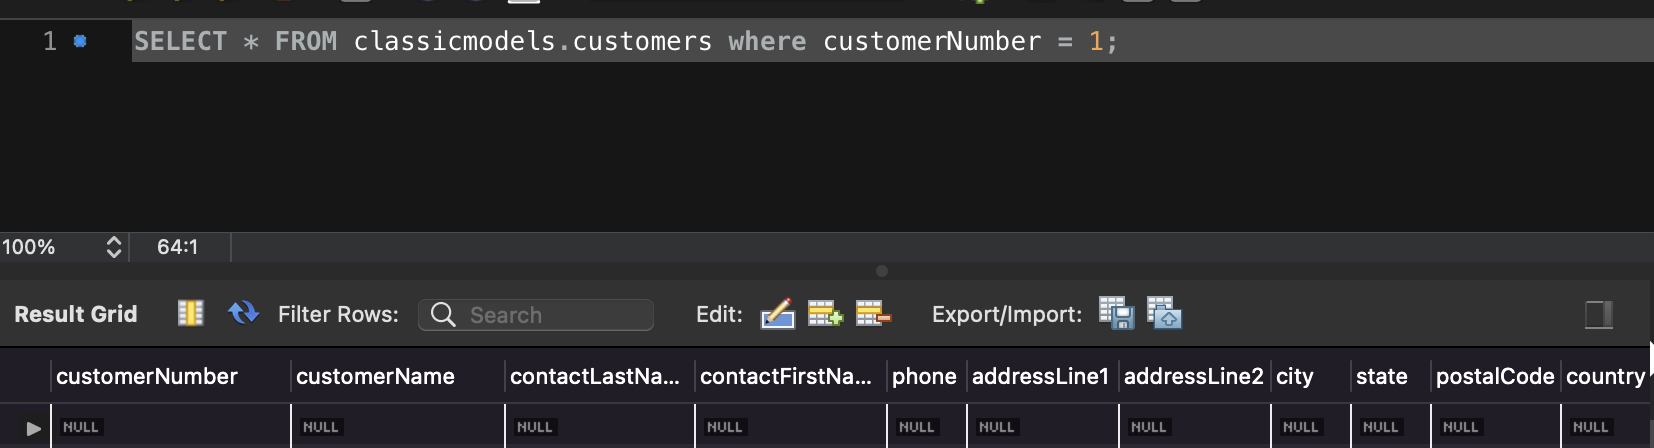 1 SELECT * FROM classicmodels.customers where customerNumber = 1;
100% 64:1
Result Grid Filter Rows: Search Edit: Export/Import:
customerNumber customerName contactLastNa... contactFirstNa... phone addressLine1 addressLine2 city state postalCode country
NULL NULL NULL NULL NULL NULL NULL NULL NULL NULL NULL